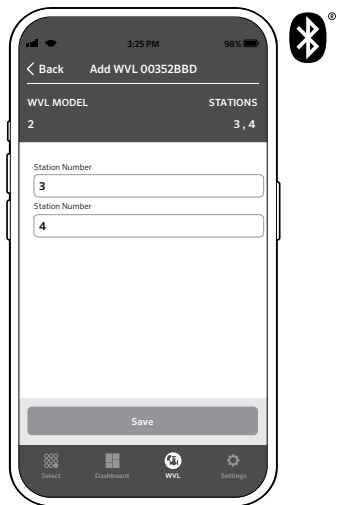 3:25 PM 98%
Back Add WVL 00352BBD
WVL MODEL STATIONS
2 3 , 4
Station Number
3
Station Number
4
Save
Select Dashboard WVL Settings
®